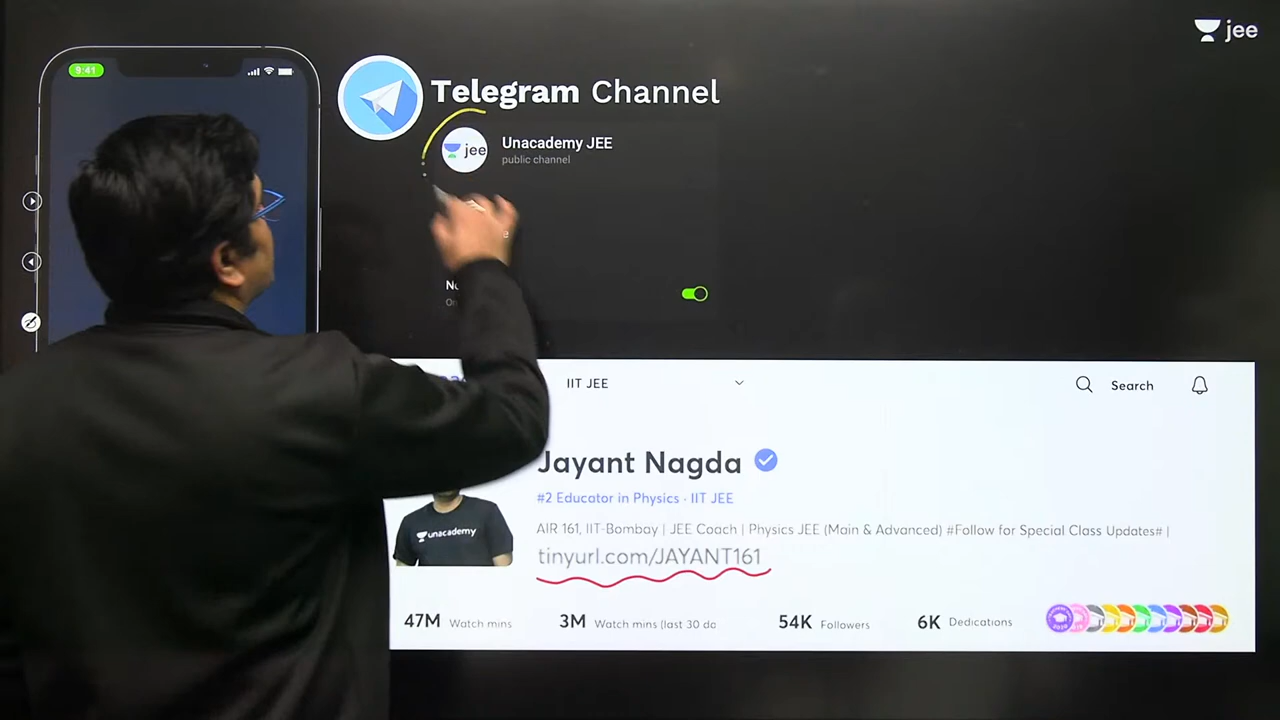 jee
9:41
Telegram Channel
jee
Unacademy JEE
public channel
IIT JEE
Search
Jayant Nagda
#2 Educator in Physics · IIT JEE
unacademy
AIR 161, IIT-Bombay | JEE Coach | Physics JEE (Main & Advanced) #Follow for Special Class Updates# |
tinyurl.com/JAYANT161
47M Watch mins
3M Watch mins (last 30 da
54K Followers
6K Dedications